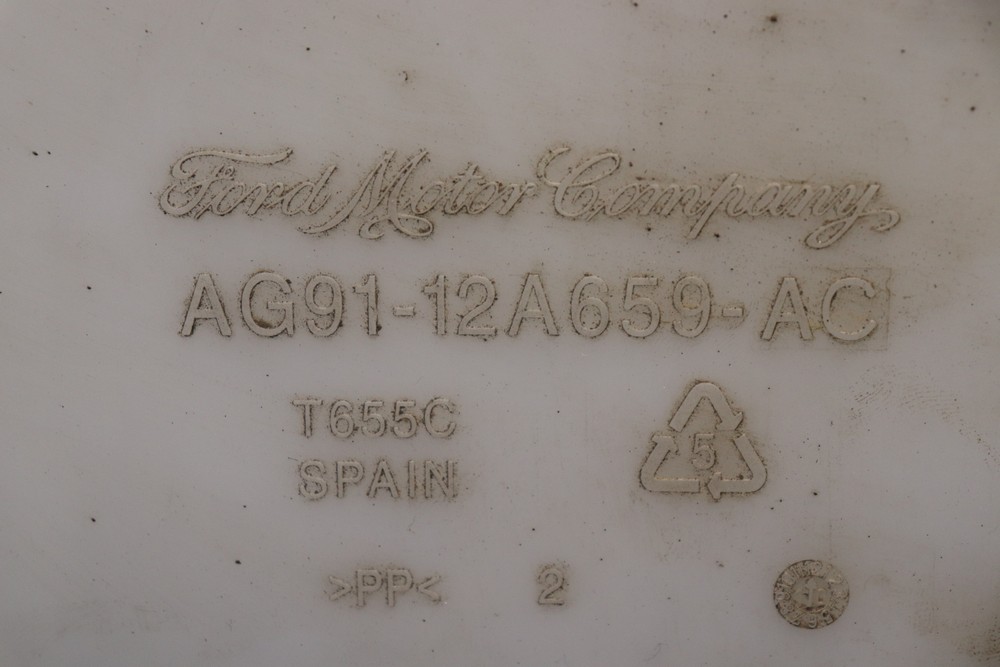 Ford Motor Company
AG91-12A659-AC
T655C
5
SPAIN
>PP< 2